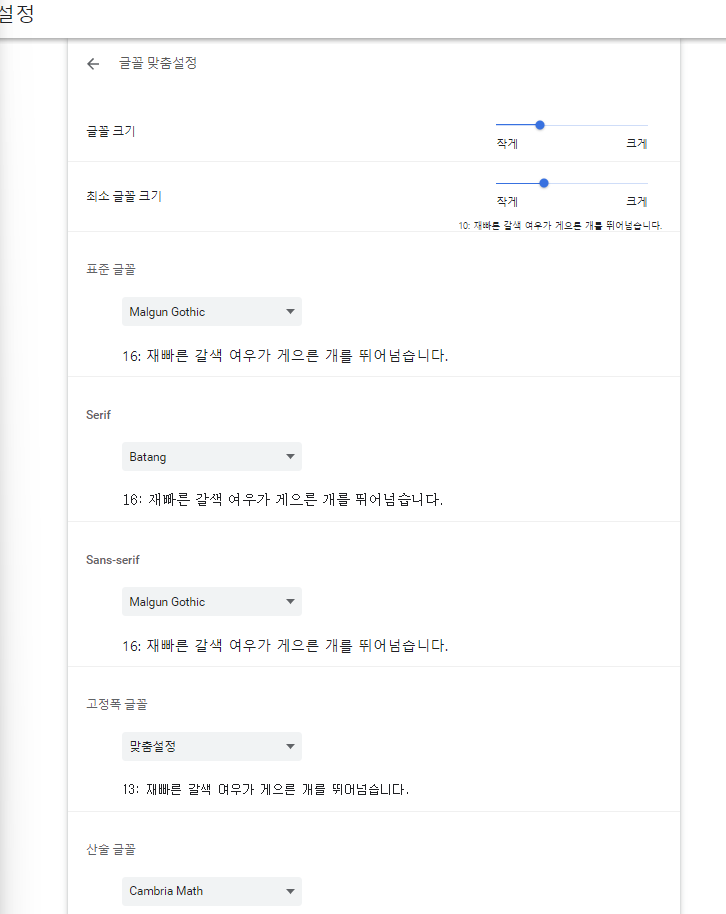 설정
글꼴 맞춤설정
글꼴 크기
작게 크게
최소 글꼴 크기
작게 크게
10: 재빠른 갈색 여우가 게으른 개를 뛰어넘습니다.
표준 글꼴
Malgun Gothic
16: 재빠른 갈색 여우가 게으른 개를 뛰어넘습니다.
Serif
Batang
16: 재빠른 갈색 여우가 게으른 개를 뛰어넘습니다.
Sans-serif
Malgun Gothic
16: 재빠른 갈색 여우가 게으른 개를 뛰어넘습니다.
고정폭 글꼴
맞춤설정
13: 재빠른 갈색 여우가 게으른 개를 뛰어넘습니다.
산술 글꼴
Cambria Math